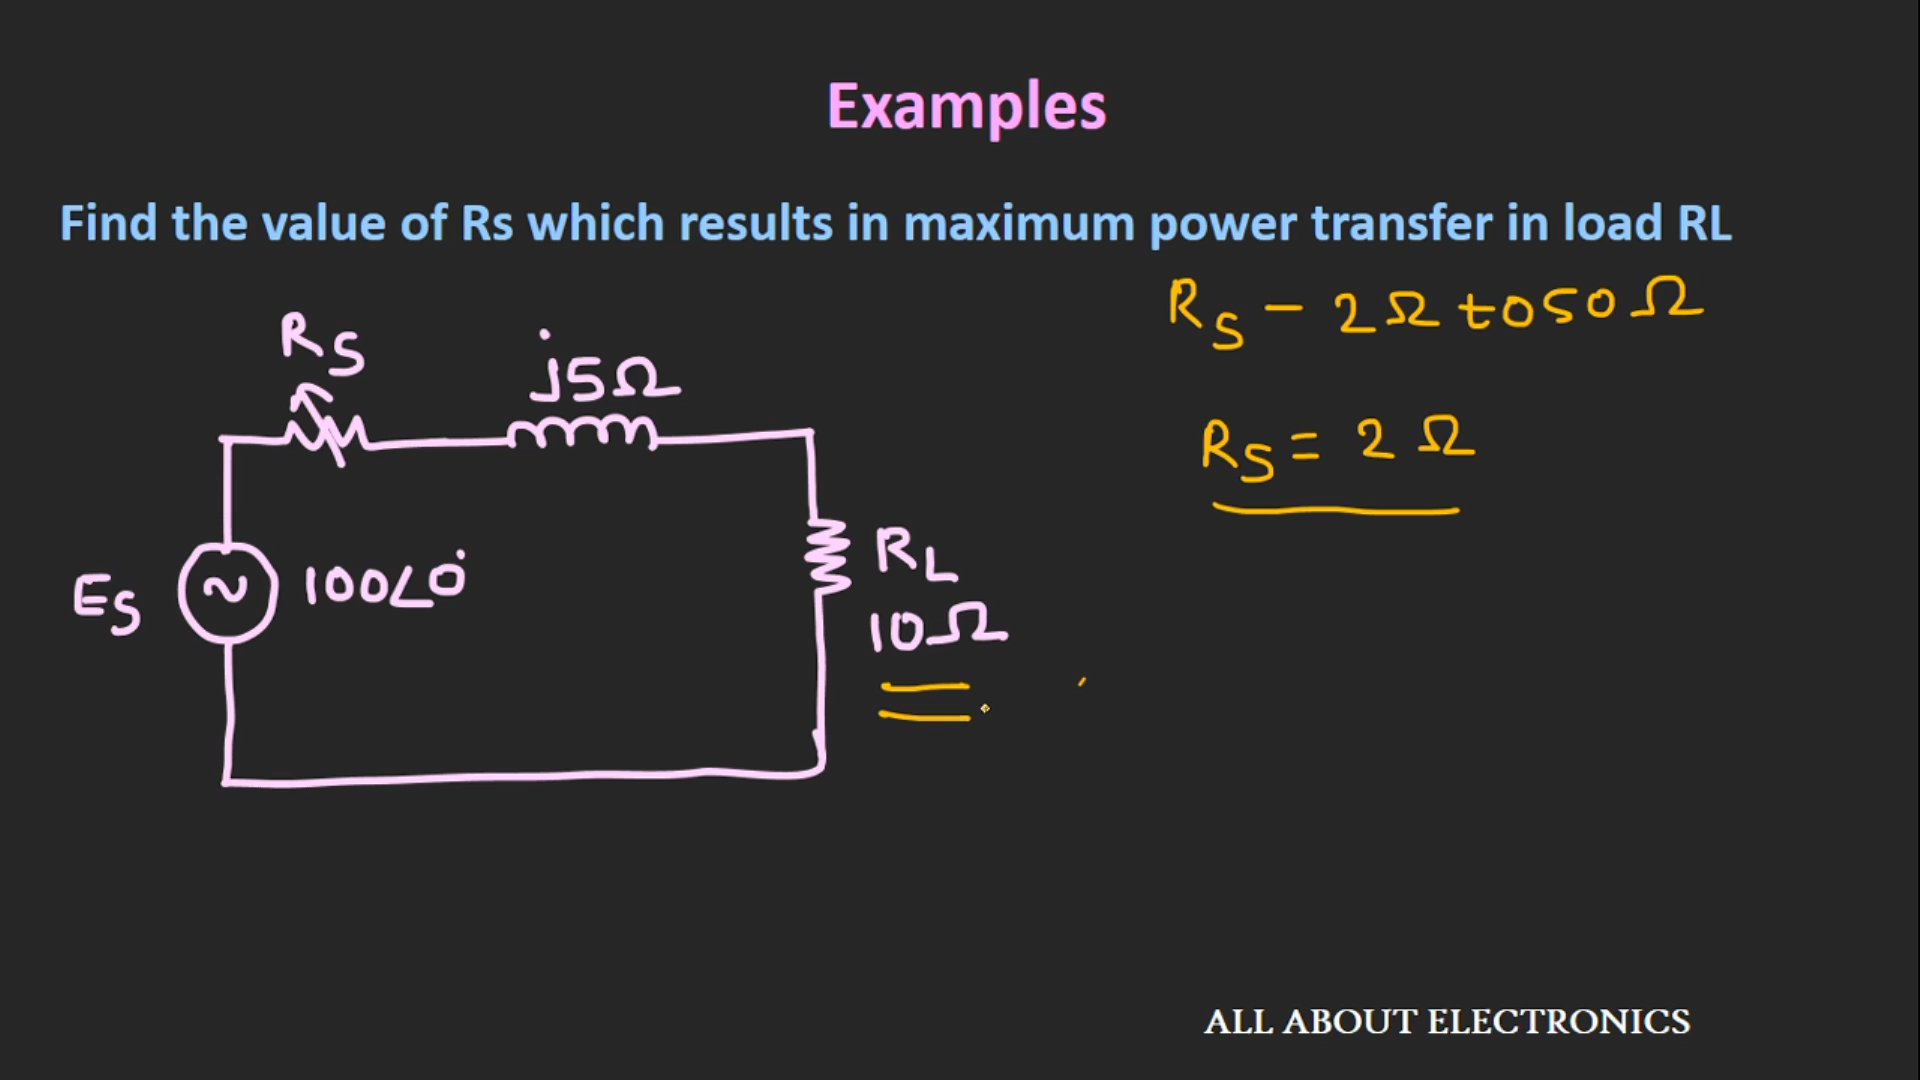 Examples
Find the value of Rs which results in maximum power transfer in load RL
RS - 2Ω to 50Ω
RS
j5Ω
RS = 2Ω
ES
100∠0°
RL
10Ω
ALL ABOUT ELECTRONICS